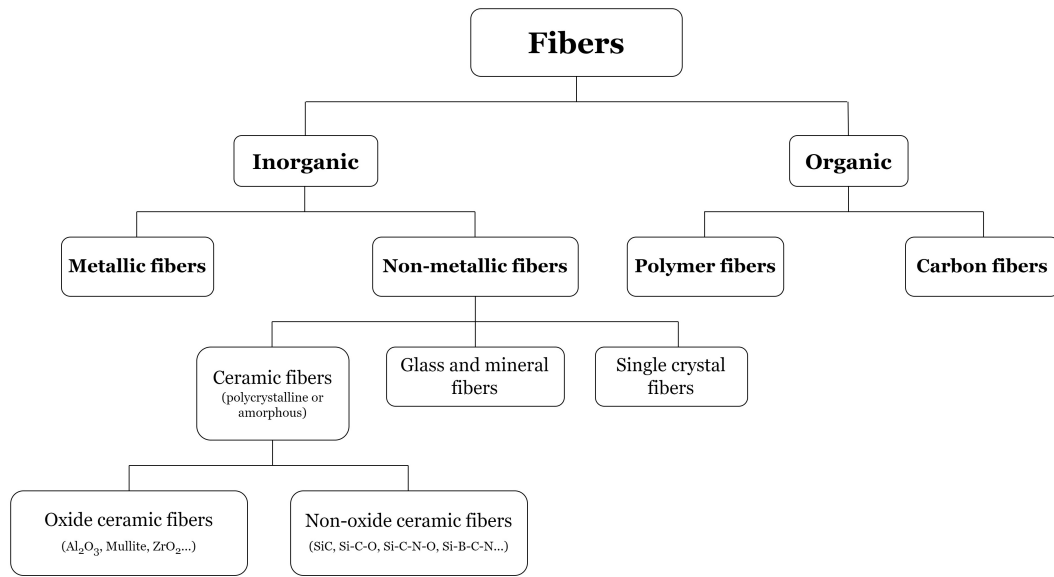 Fibers
Inorganic
Organic
Metallic fibers
Non-metallic fibers
Polymer fibers
Carbon fibers
Ceramic fibers
(polycrystalline or
amorphous)
Glass and mineral
fibers
Single crystal
fibers
Oxide ceramic fibers
(Al₂O₃, Mullite, ZrO₂...)
Non-oxide ceramic fibers
(SiC, Si-C-O, Si-C-N-O, Si-B-C-N...)